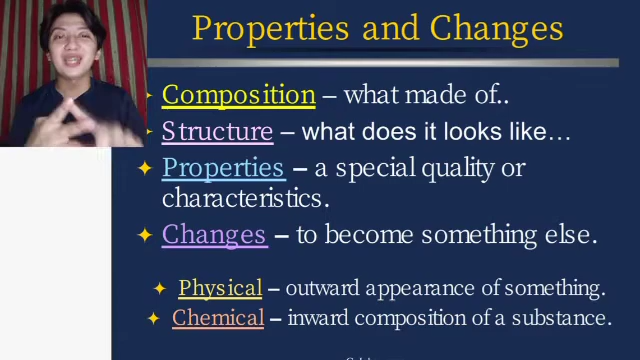 Properties and Changes
Composition – what made of..
Structure – what does it looks like…
Properties – a special quality or
characteristics.
Changes – to become something else.
Physical – outward appearance of something.
Chemical – inward composition of a substance.